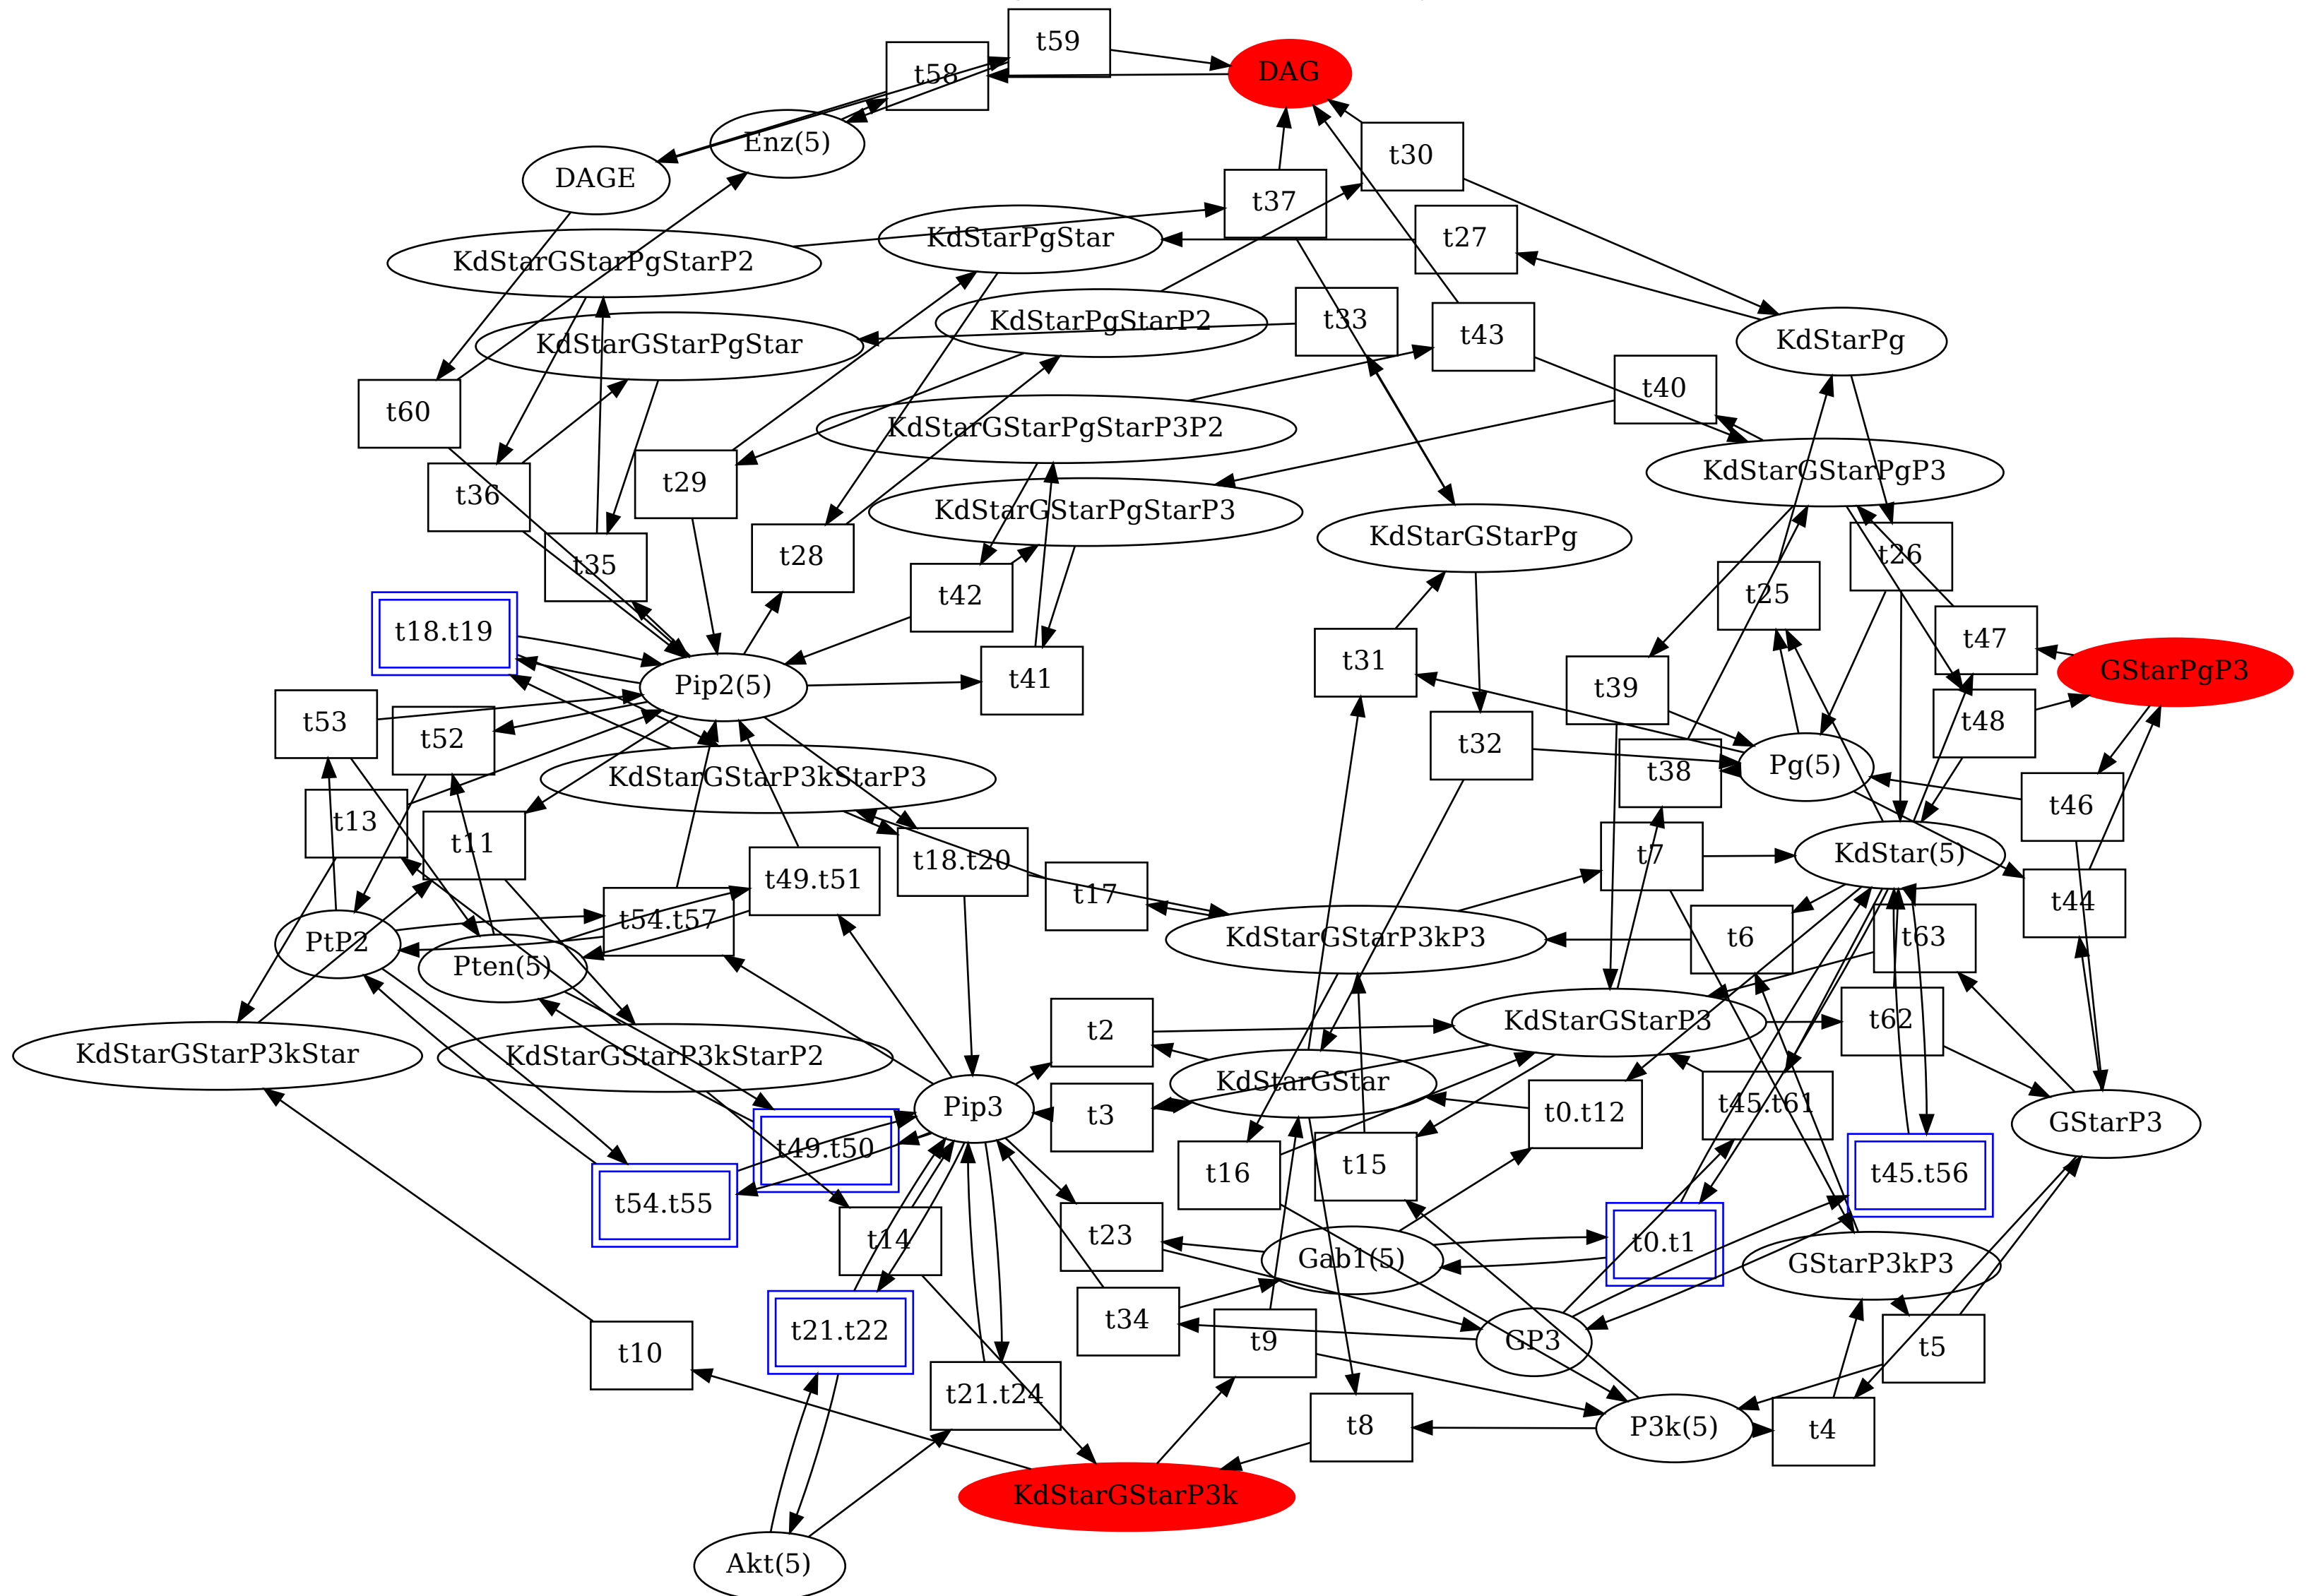 t59
DAG
t58
Enz(5)
t30
DAGE
t37
KdStarPgStar
t27
KdStarGStarPgStarP2
KdStarPgStarP2
t33
t43
KdStarPg
KdStarGStarPgStar
t40
t60
KdStarGStarPgStarP3P2
KdStarGStarPgP3
t29
t36
KdStarGStarPgStarP3
KdStarGStarPg
t28
t26
t35
t42
t25
t18.t19
t47
t31
GStarPgP3
Pip2(5)
t41
t39
t53
t48
t52
t32
Pg(5)
t38
KdStarGStarP3kStarP3
t46
t13
t11
t7
KdStar(5)
t18.t20
t49.t51
t17
t44
t54.t57
PtP2
KdStarGStarP3kP3
t6
t63
Pten(5)
t2
KdStarGStarP3
t62
KdStarGStarP3kStar
KdStarGStarP3kStarP2
KdStarGStar
Pip3
t3
t0.t12
t45.t61
GStarP3
t49.t50
t16
t15
t45.t56
t54.t55
t14
t23
Gab1(5)
t0.t1
GStarP3kP3
t34
t21.t22
t9
GP3
t5
t10
t21.t24
t8
P3k(5)
t4
KdStarGStarP3k
Akt(5)